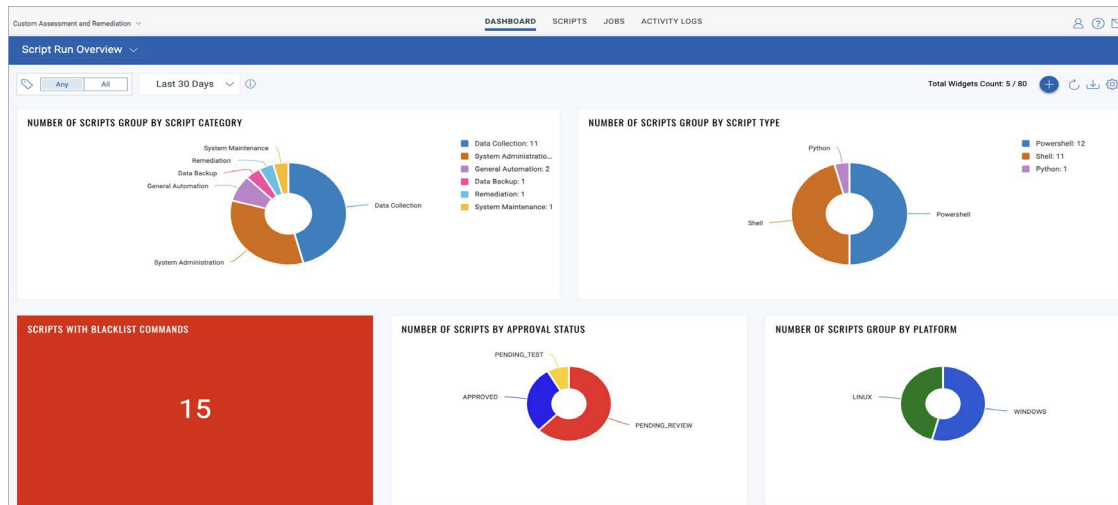 Custom Assessment and Remediation
DASHBOARD SCRIPTS JOBS ACTIVITY LOGS
Script Run Overview
Any All Last 30 Days
Total Widgets Count: 5 / 80
NUMBER OF SCRIPTS GROUP BY SCRIPT CATEGORY
System Maintenance
Remediation
Data Backup
General Automation
Data Collection
System Administration
Data Collection: 11
System Administratio...
General Automation: 2
Data Backup: 1
Remediation: 1
System Maintenance: 1
NUMBER OF SCRIPTS GROUP BY SCRIPT TYPE
Python
Shell
Powershell
Powershell: 12
Shell: 11
Python: 1
SCRIPTS WITH BLACKLIST COMMANDS
15
NUMBER OF SCRIPTS BY APPROVAL STATUS
PENDING_TEST
APPROVED
PENDING_REVIEW
NUMBER OF SCRIPTS GROUP BY PLATFORM
LINUX
WINDOWS